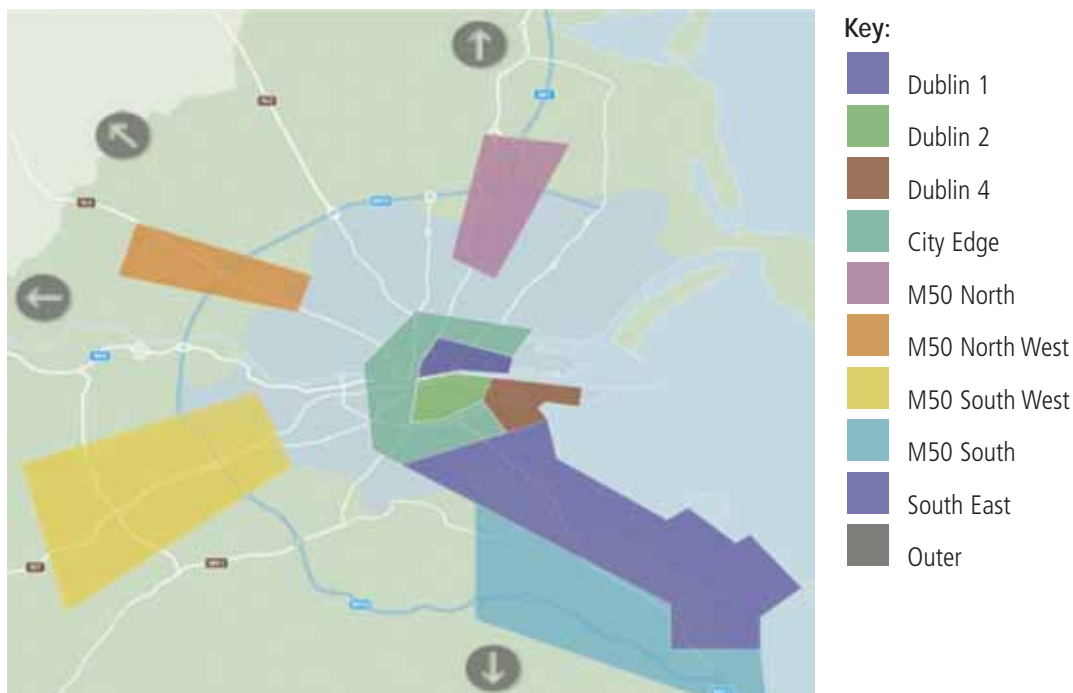 Key:
Dublin 1
Dublin 2
Dublin 4
City Edge
M50 North
M50 North West
M50 South West
M50 South
South East
Outer